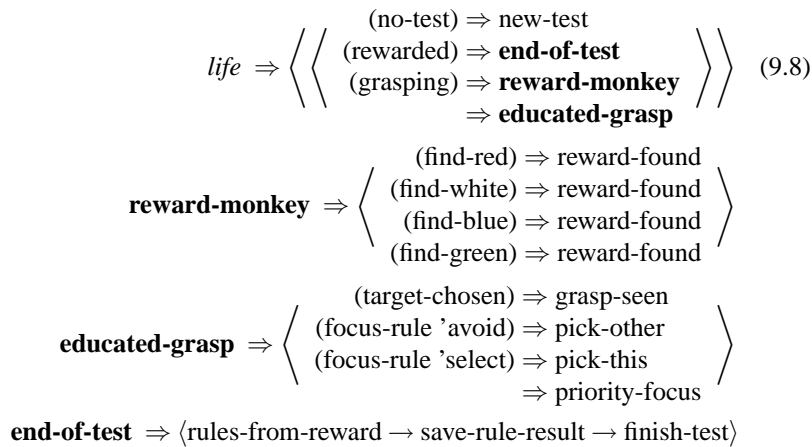 (no-test) ⇒ new-test
(rewarded) ⇒ end-of-test
life ⇒ ⟨⟨ (grasping) ⇒ reward-monkey ⟩⟩ (9.8)
⇒ educated-grasp
(find-red) ⇒ reward-found
(find-white) ⇒ reward-found
reward-monkey ⇒ ⟨ (find-blue) ⇒ reward-found ⟩
(find-green) ⇒ reward-found
(target-chosen) ⇒ grasp-seen
(focus-rule ’avoid) ⇒ pick-other
educated-grasp ⇒ ⟨ (focus-rule ’select) ⇒ pick-this ⟩
⇒ priority-focus
end-of-test ⇒ ⟨rules-from-reward → save-rule-result → finish-test⟩